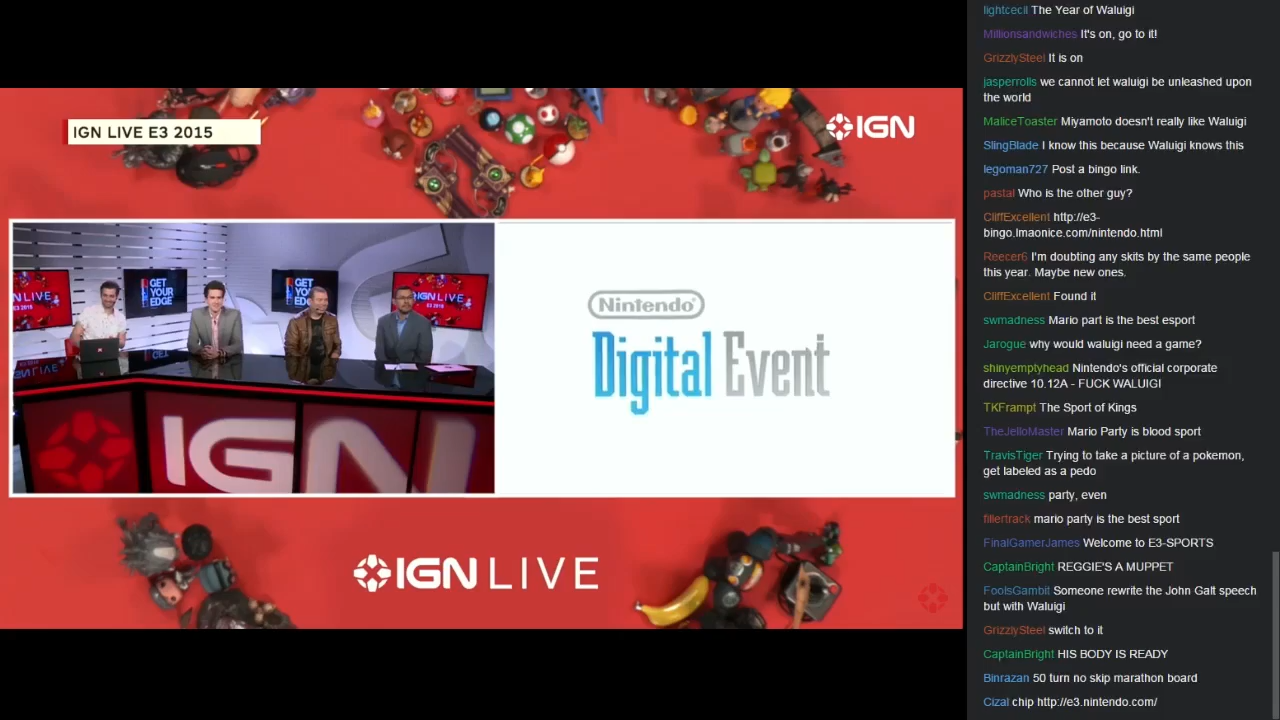 IGN LIVE E3 2015
IGN
GET
YOUR
EDGE
GET
YOUR
EDGE
IGN LIVE
E3 2015
IGN
Nintendo
Digital Event
IGN LIVE
lightcecil The Year of Waluigi
Millionsandwiches It's on, go to it!
GrizzlySteel It is on
jasperrolls we cannot let waluigi be unleashed upon
the world
MaliceToaster Miyamoto doesn't really like Waluigi
SlingBlade I know this because Waluigi knows this
legoman727 Post a bingo link.
pastal Who is the other guy?
CliffExcellent http://e3-
bingo.lmaonice.com/nintendo.html
Reecer6 I'm doubting any skits by the same people
this year. Maybe new ones.
CliffExcellent Found it
swmadness Mario part is the best esport
Jarogue why would waluigi need a game?
shinyemptyhead Nintendo's official corporate
directive 10.12A - FUCK WALUIGI
TKFrampt The Sport of Kings
TheJelloMaster Mario Party is blood sport
TravisTiger Trying to take a picture of a pokemon,
get labeled as a pedo
swmadness party, even
fillertrack mario party is the best sport
FinalGamerJames Welcome to E3-SPORTS
CaptainBright REGGIE'S A MUPPET
FoolsGambit Someone rewrite the John Galt speech
but with Waluigi
GrizzlySteel switch to it
CaptainBright HIS BODY IS READY
Binrazan 50 turn no skip marathon board
Cizal chip http://e3.nintendo.com/